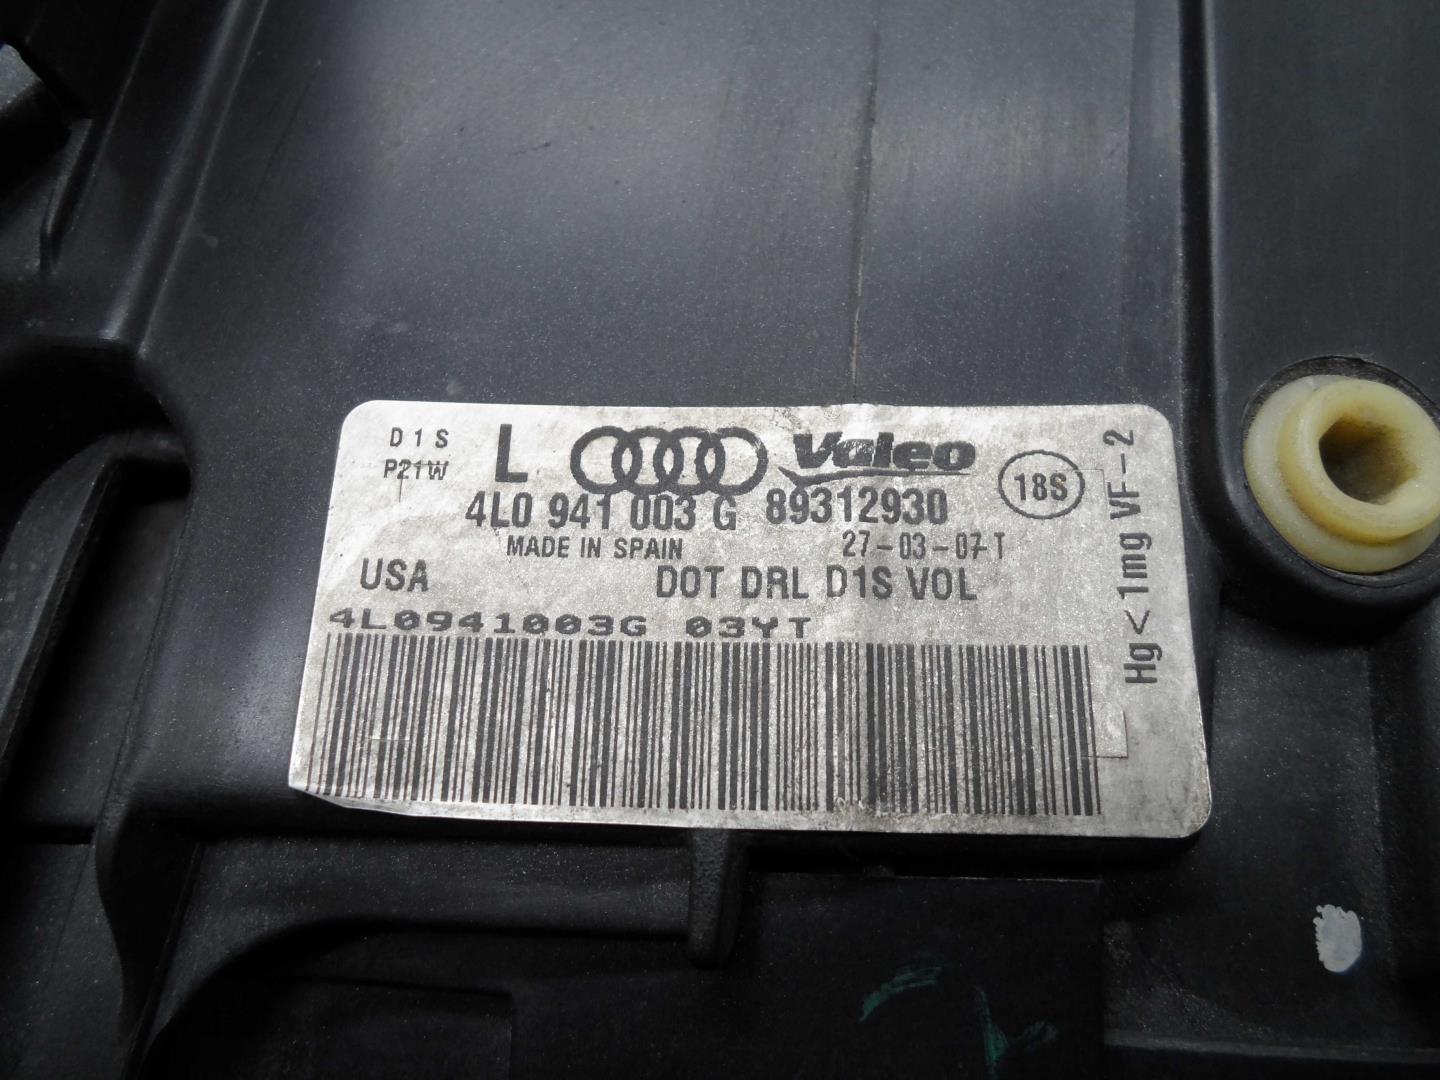 D1S L Valeo
P21W
4L0 941 003 G 89312930
18S
MADE IN SPAIN 27-03-07-T
USA DOT DRL D1S VOL
4L0941003G 03YT
Hg<1mg VF-2